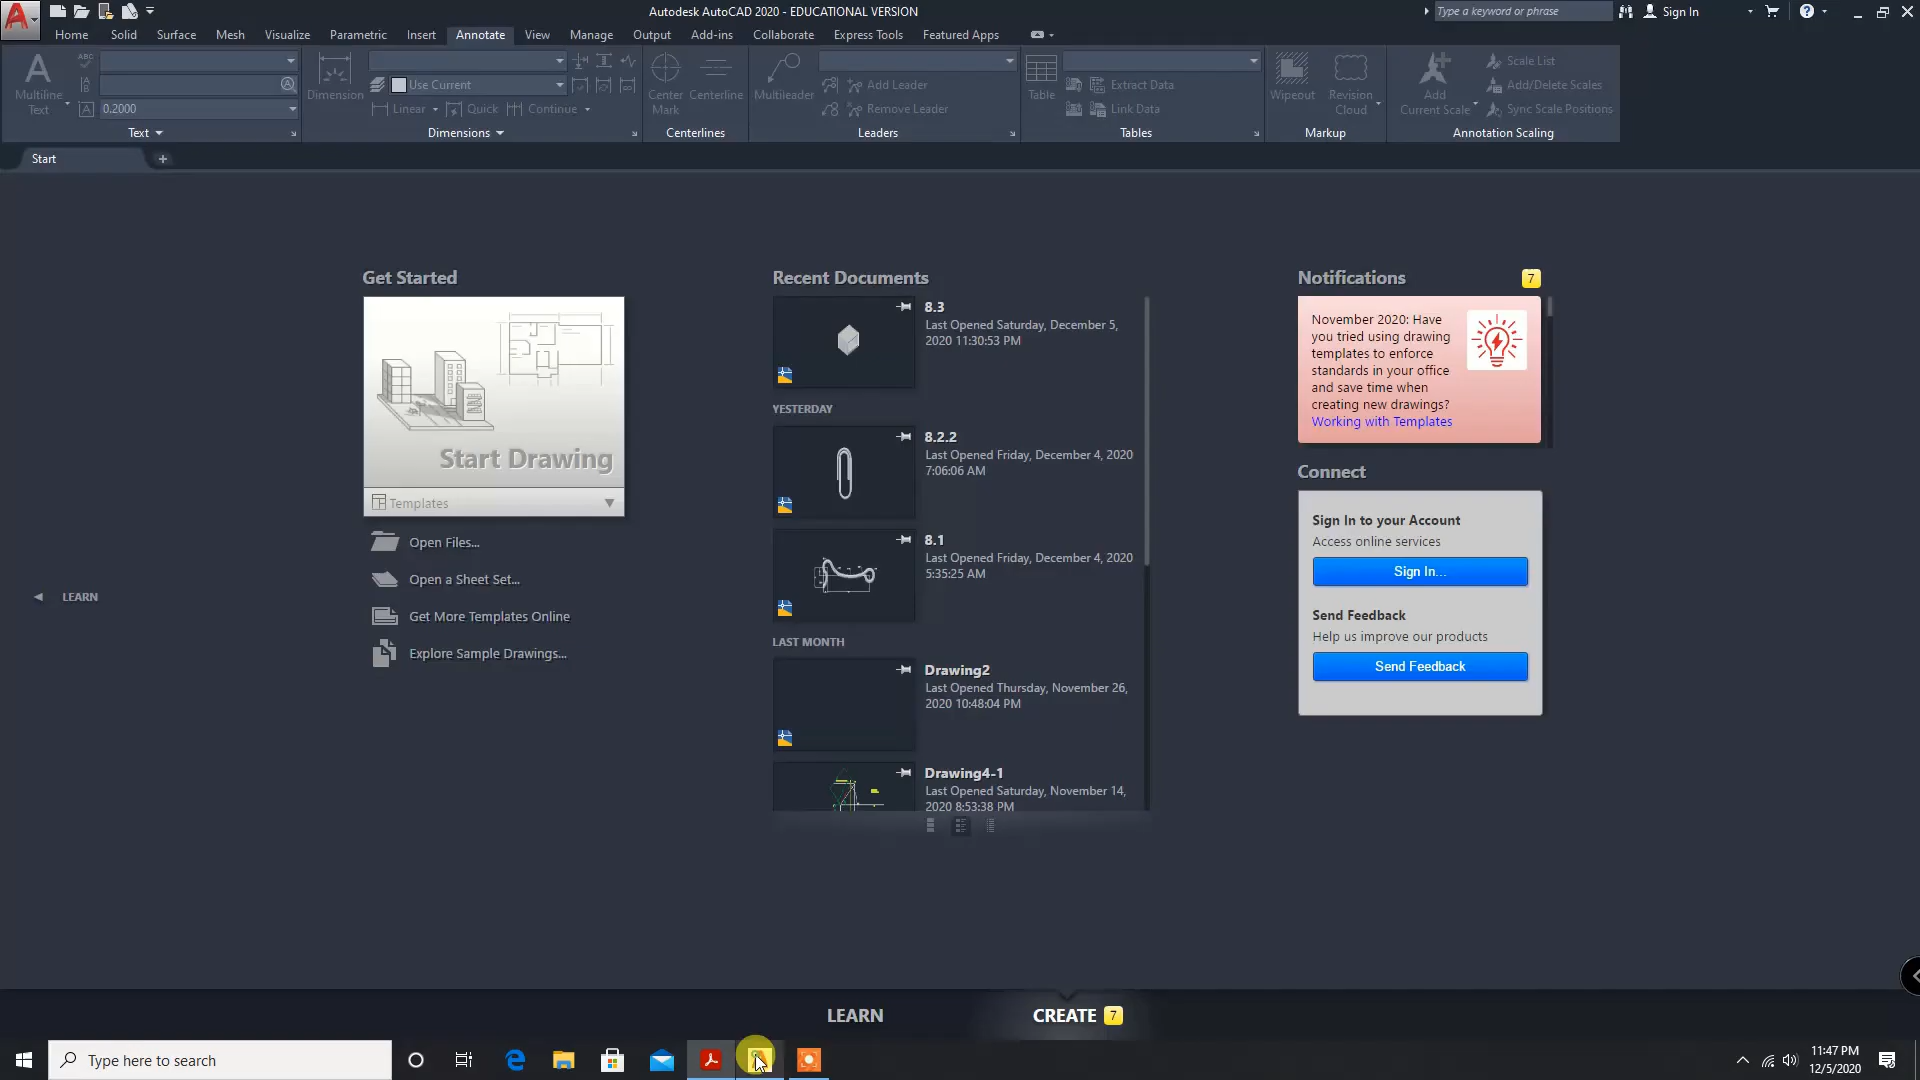 Autodesk AutoCAD 2020 - EDUCATIONAL VERSION
Type a keyword or phrase
Sign In
Home Solid Surface Mesh Visualize Parametric Insert Annotate View Manage Output Add-ins Collaborate Express Tools Featured Apps
Multiline
Text
ABC
0.2000
Text
Dimension
Use Current
Linear Quick Continue
Dimensions
Center
Mark
Centerline
Centerlines
Multileader
Add Leader
Remove Leader
Leaders
Table
Extract Data
Link Data
Tables
Wipeout
Revision
Cloud
Markup
Add
Current Scale
Scale List
Add/Delete Scales
Sync Scale Positions
Annotation Scaling
Start
Get Started
Start Drawing
Templates
Open Files...
Open a Sheet Set...
Get More Templates Online
Explore Sample Drawings...
LEARN
Recent Documents
8.3
Last Opened Saturday, December 5,
2020 11:30:53 PM
YESTERDAY
8.2.2
Last Opened Friday, December 4, 2020
7:06:06 AM
8.1
Last Opened Friday, December 4, 2020
5:35:25 AM
LAST MONTH
Drawing2
Last Opened Thursday, November 26,
2020 10:48:04 PM
Drawing4-1
Last Opened Saturday, November 14,
2020 8:53:38 PM
Notifications 7
November 2020: Have
you tried using drawing
templates to enforce
standards in your office
and save time when
creating new drawings?
Working with Templates
Connect
Sign In to your Account
Access online services
Sign In...
Send Feedback
Help us improve our products
Send Feedback
LEARN CREATE 7
Type here to search
11:47 PM
12/5/2020